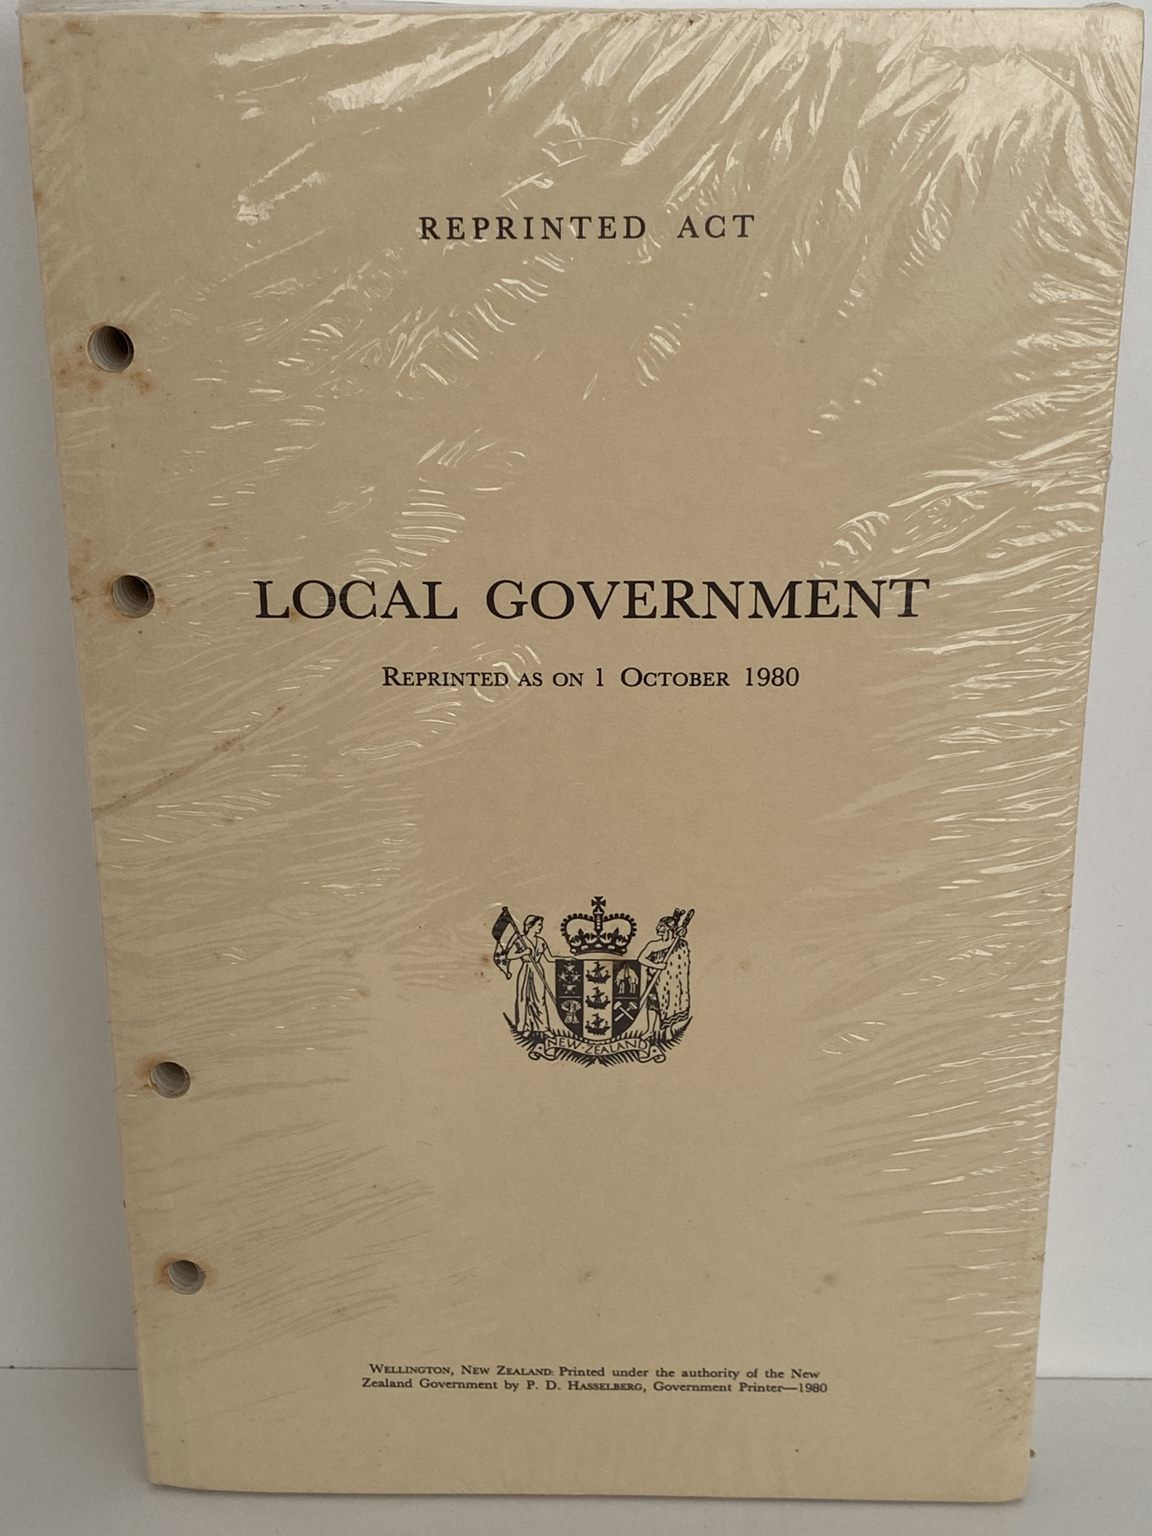 REPRINTED ACT
LOCAL GOVERNMENT
REPRINTED AS ON 1 OCTOBER 1980
NEW·ZEALAND
WELLINGTON, NEW ZEALAND: Printed under the authority of the New
Zealand Government by P. D. HASSELBERG, Government Printer—1980